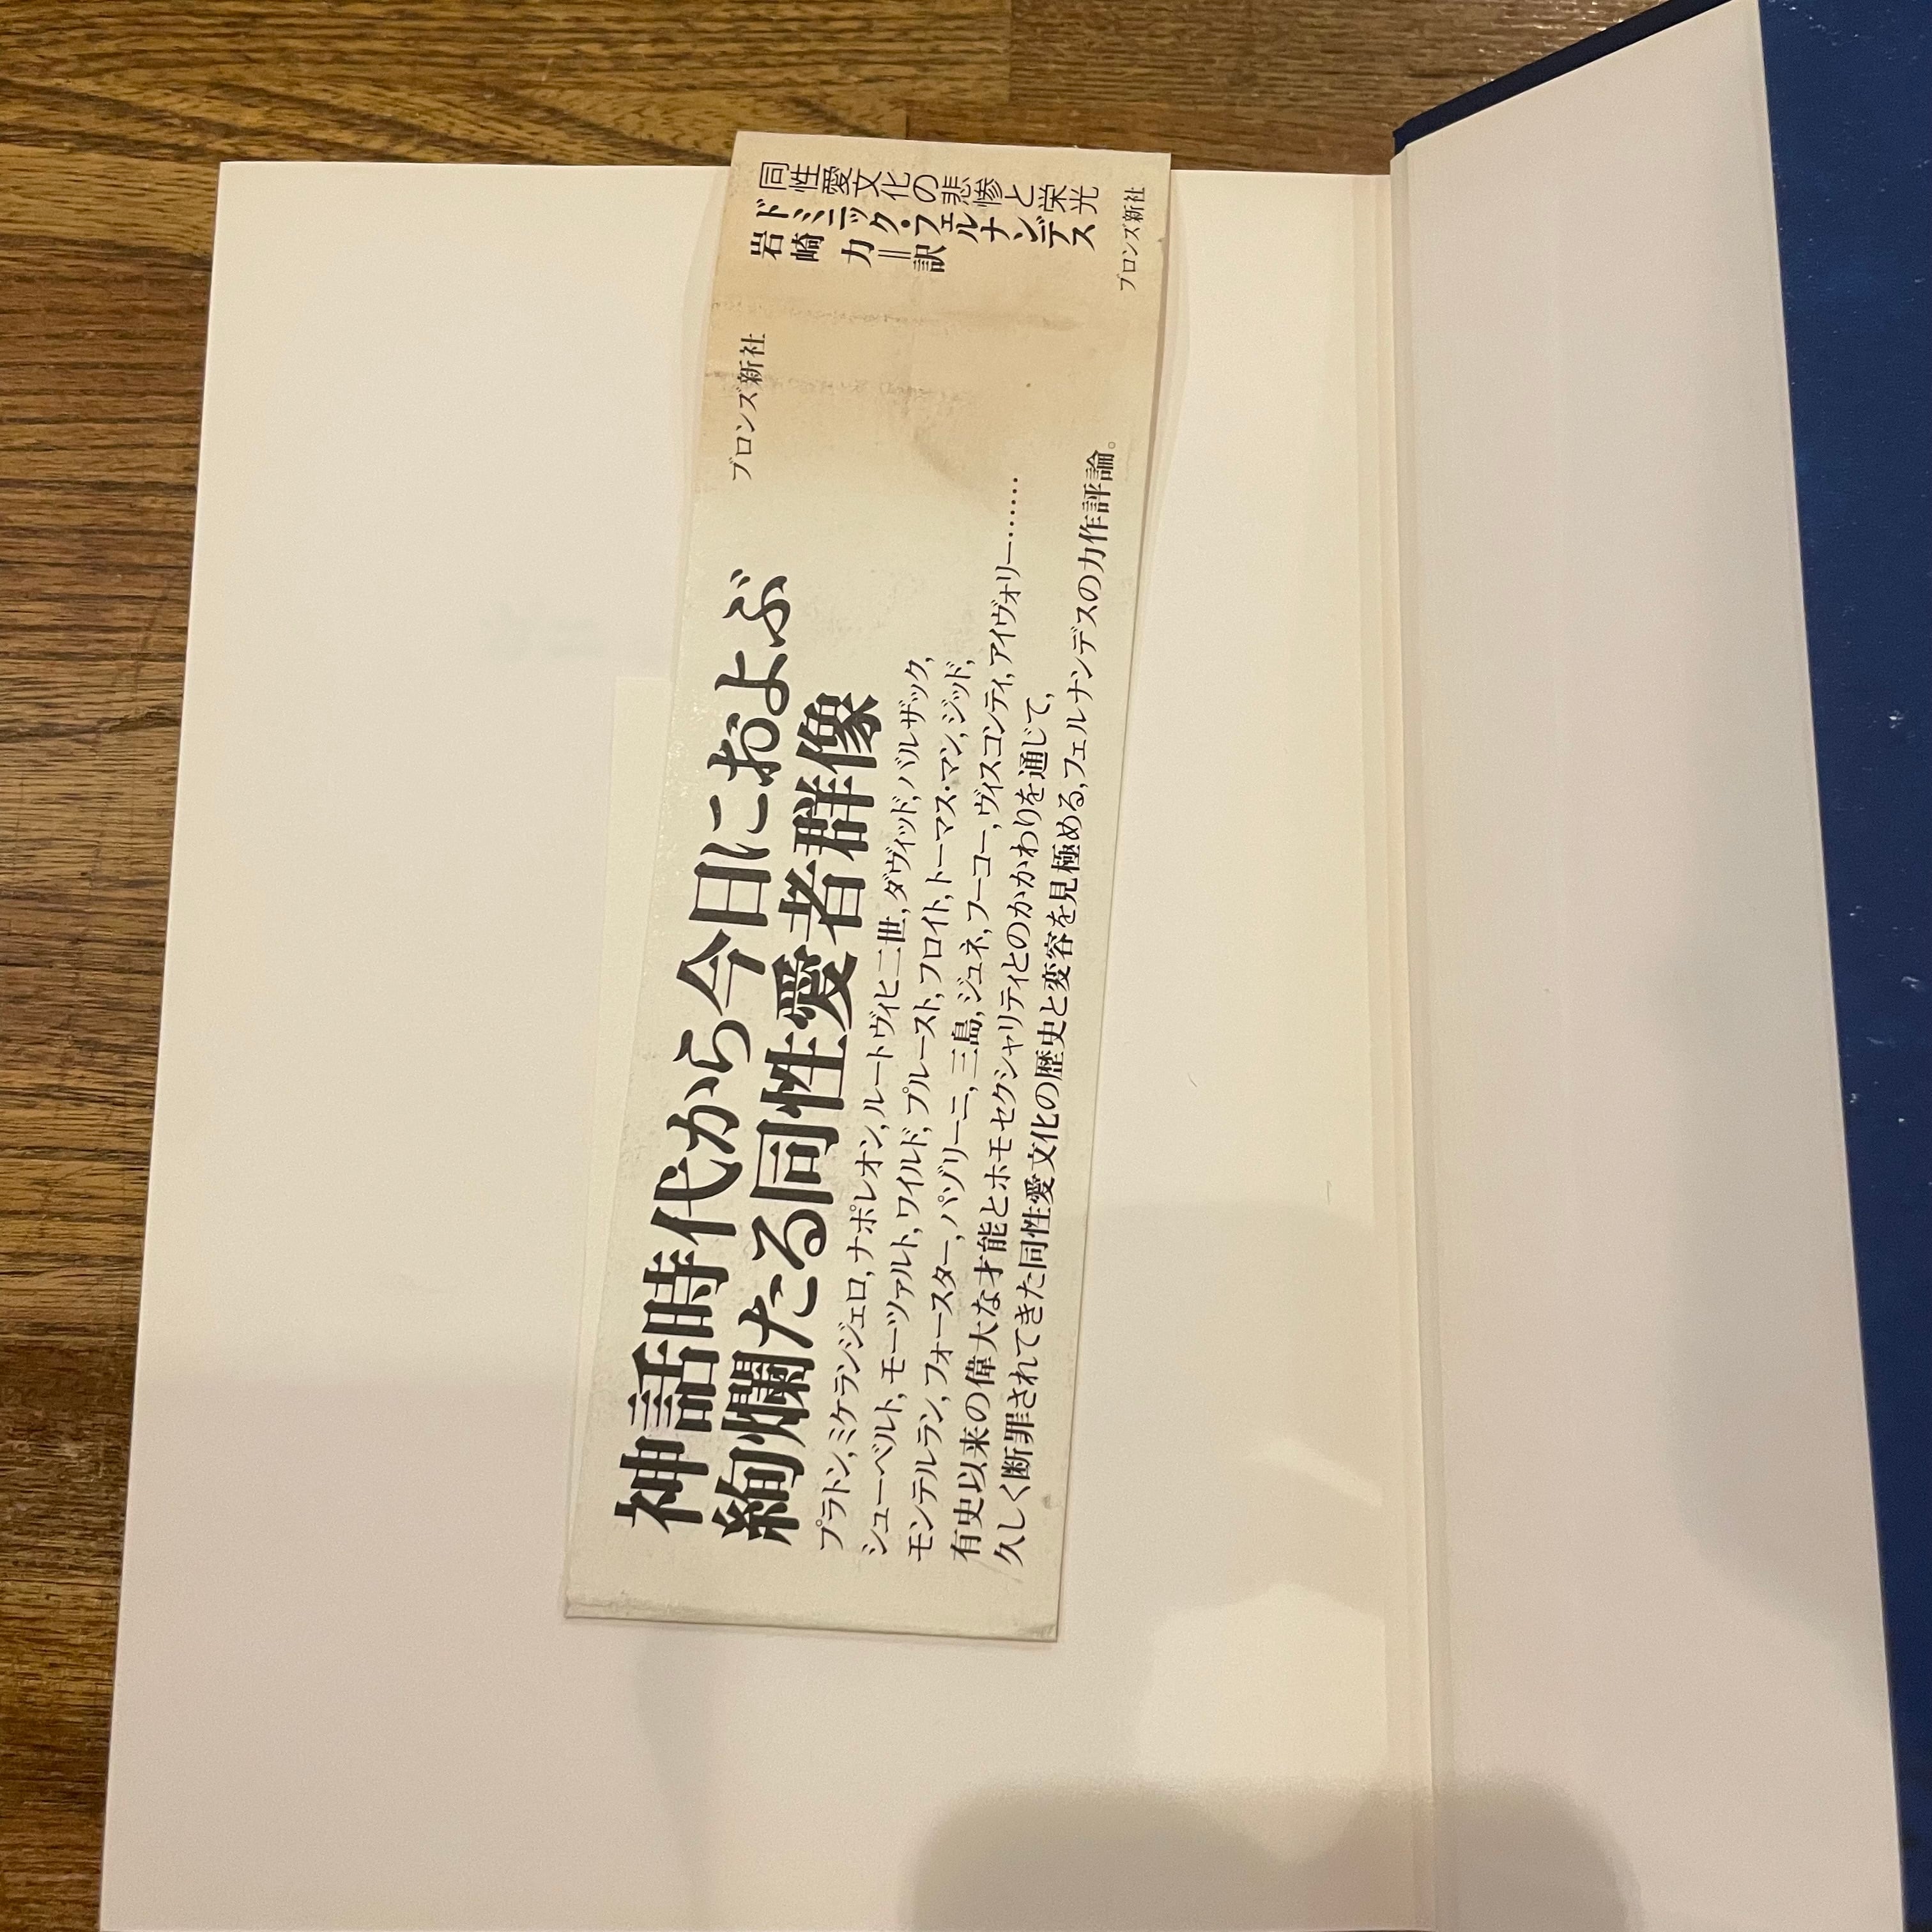 神話時代から今日におよぶ
絢爛たる同性愛者群像
プラトン,ミケランジェロ,ナポレオン,ルートヴィヒ二世,ダヴィッド,バルザック,
シューベルト,モーツァルト,ワイルド,プルースト,フロイト,トーマス・マン,ジッド,
モンテルラン,フォースター,パゾリーニ,三島,ジュネ,フーコー,ヴィスコンティ,アイヴォリー……
有史以来の偉大な才能とホモセクシャリティとのかかわりを通じて,
久しく断罪されてきた同性愛文化の歴史と変容を見極める,フェルナンデスの力作評論。
ブロンズ新社
同性愛文化の悲惨と栄光
ドミニック・フェルナンデス
岩崎 力=訳
ブロンズ新社